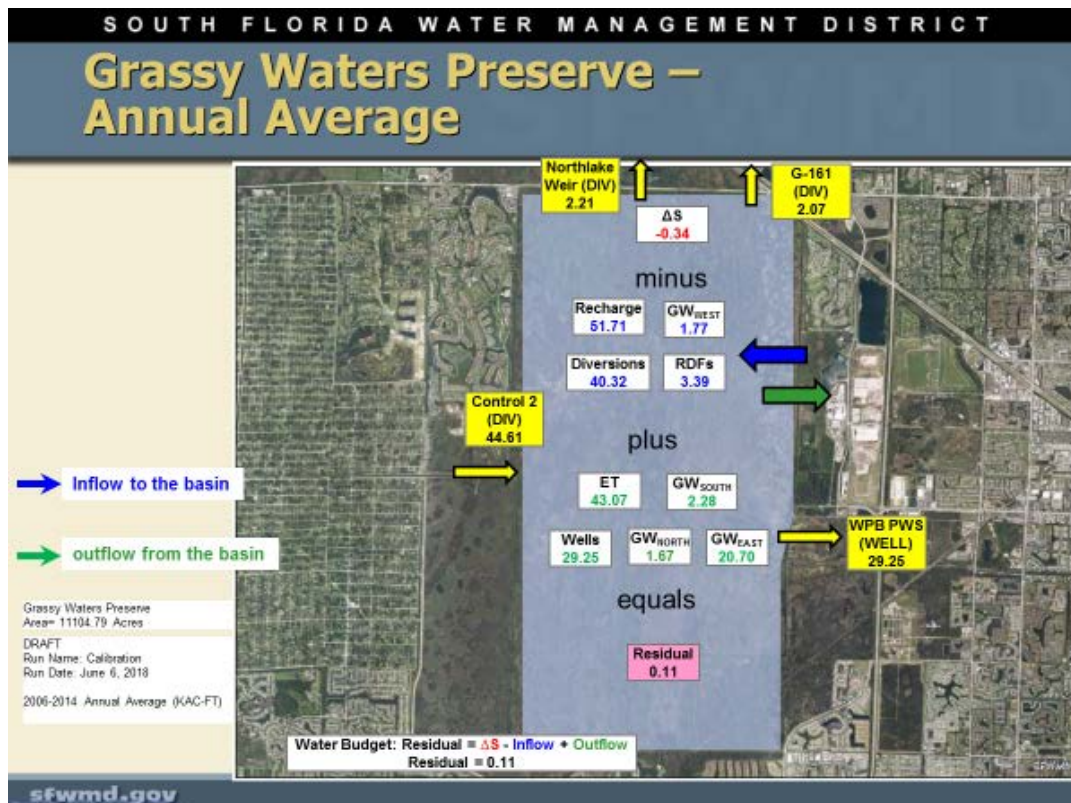 SOUTH FLORIDA WATER MANAGEMENT DISTRICT
Grassy Waters Preserve –
Annual Average
Northlake
Weir (DIV)
2.21
G-161
(DIV)
2.07
ΔS
-0.34
minus
Recharge
51.71
GWWEST
1.77
Diversions
40.32
RDFs
3.39
Control 2
(DIV)
44.61
plus
Inflow to the basin
ET
43.07
GWSOUTH
2.28
outflow from the basin
Wells
29.25
GWNORTH
1.67
GWEAST
20.70
WPB PWS
(WELL)
29.25
equals
Grassy Waters Preserve
Area= 11104.79 Acres
DRAFT
Run Name: Calibration
Run Date: June 6, 2018
2006-2014 Annual Average (KAC-FT)
Residual
0.11
Water Budget: Residual = ΔS - Inflow + Outflow
Residual = 0.11
sfwmd.gov